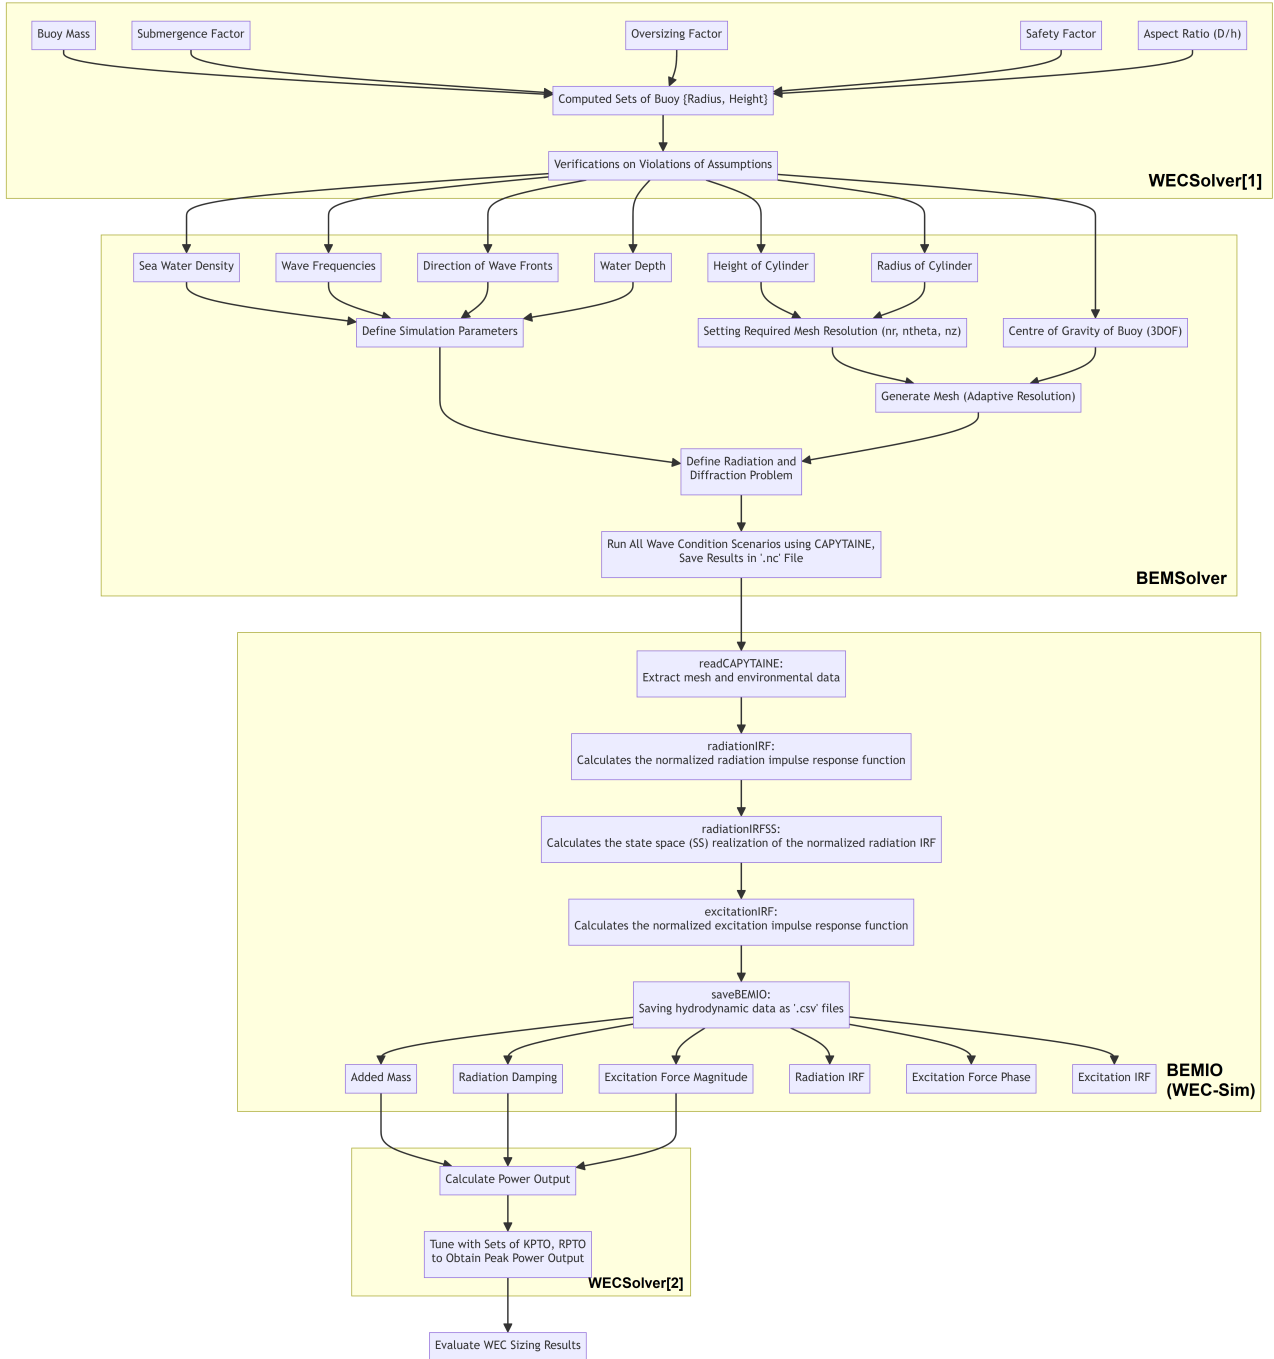 Buoy Mass
Submergence Factor
Oversizing Factor
Safety Factor
Aspect Ratio (D/h)
Computed Sets of Buoy {Radius, Height}
Verifications on Violations of Assumptions
WECSolver[1]
Sea Water Density
Wave Frequencies
Direction of Wave Fronts
Water Depth
Height of Cylinder
Radius of Cylinder
Define Simulation Parameters
Setting Required Mesh Resolution (nr, ntheta, nz)
Centre of Gravity of Buoy (3DOF)
Generate Mesh (Adaptive Resolution)
Define Radiation and
Diffraction Problem
Run All Wave Condition Scenarios using CAPYTAINE,
Save Results in '.nc' File
BEMSolver
readCAPYTAINE:
Extract mesh and environmental data
radiationIRF:
Calculates the normalized radiation impulse response function
radiationIRFSS:
Calculates the state space (SS) realization of the normalized radiation IRF
excitationIRF:
Calculates the normalized excitation impulse response function
saveBEMIO:
Saving hydrodynamic data as '.csv' files
Added Mass
Radiation Damping
Excitation Force Magnitude
Radiation IRF
Excitation Force Phase
Excitation IRF
BEMIO
(WEC-Sim)
Calculate Power Output
Tune with Sets of KPTO, RPTO
to Obtain Peak Power Output
WECSolver[2]
Evaluate WEC Sizing Results